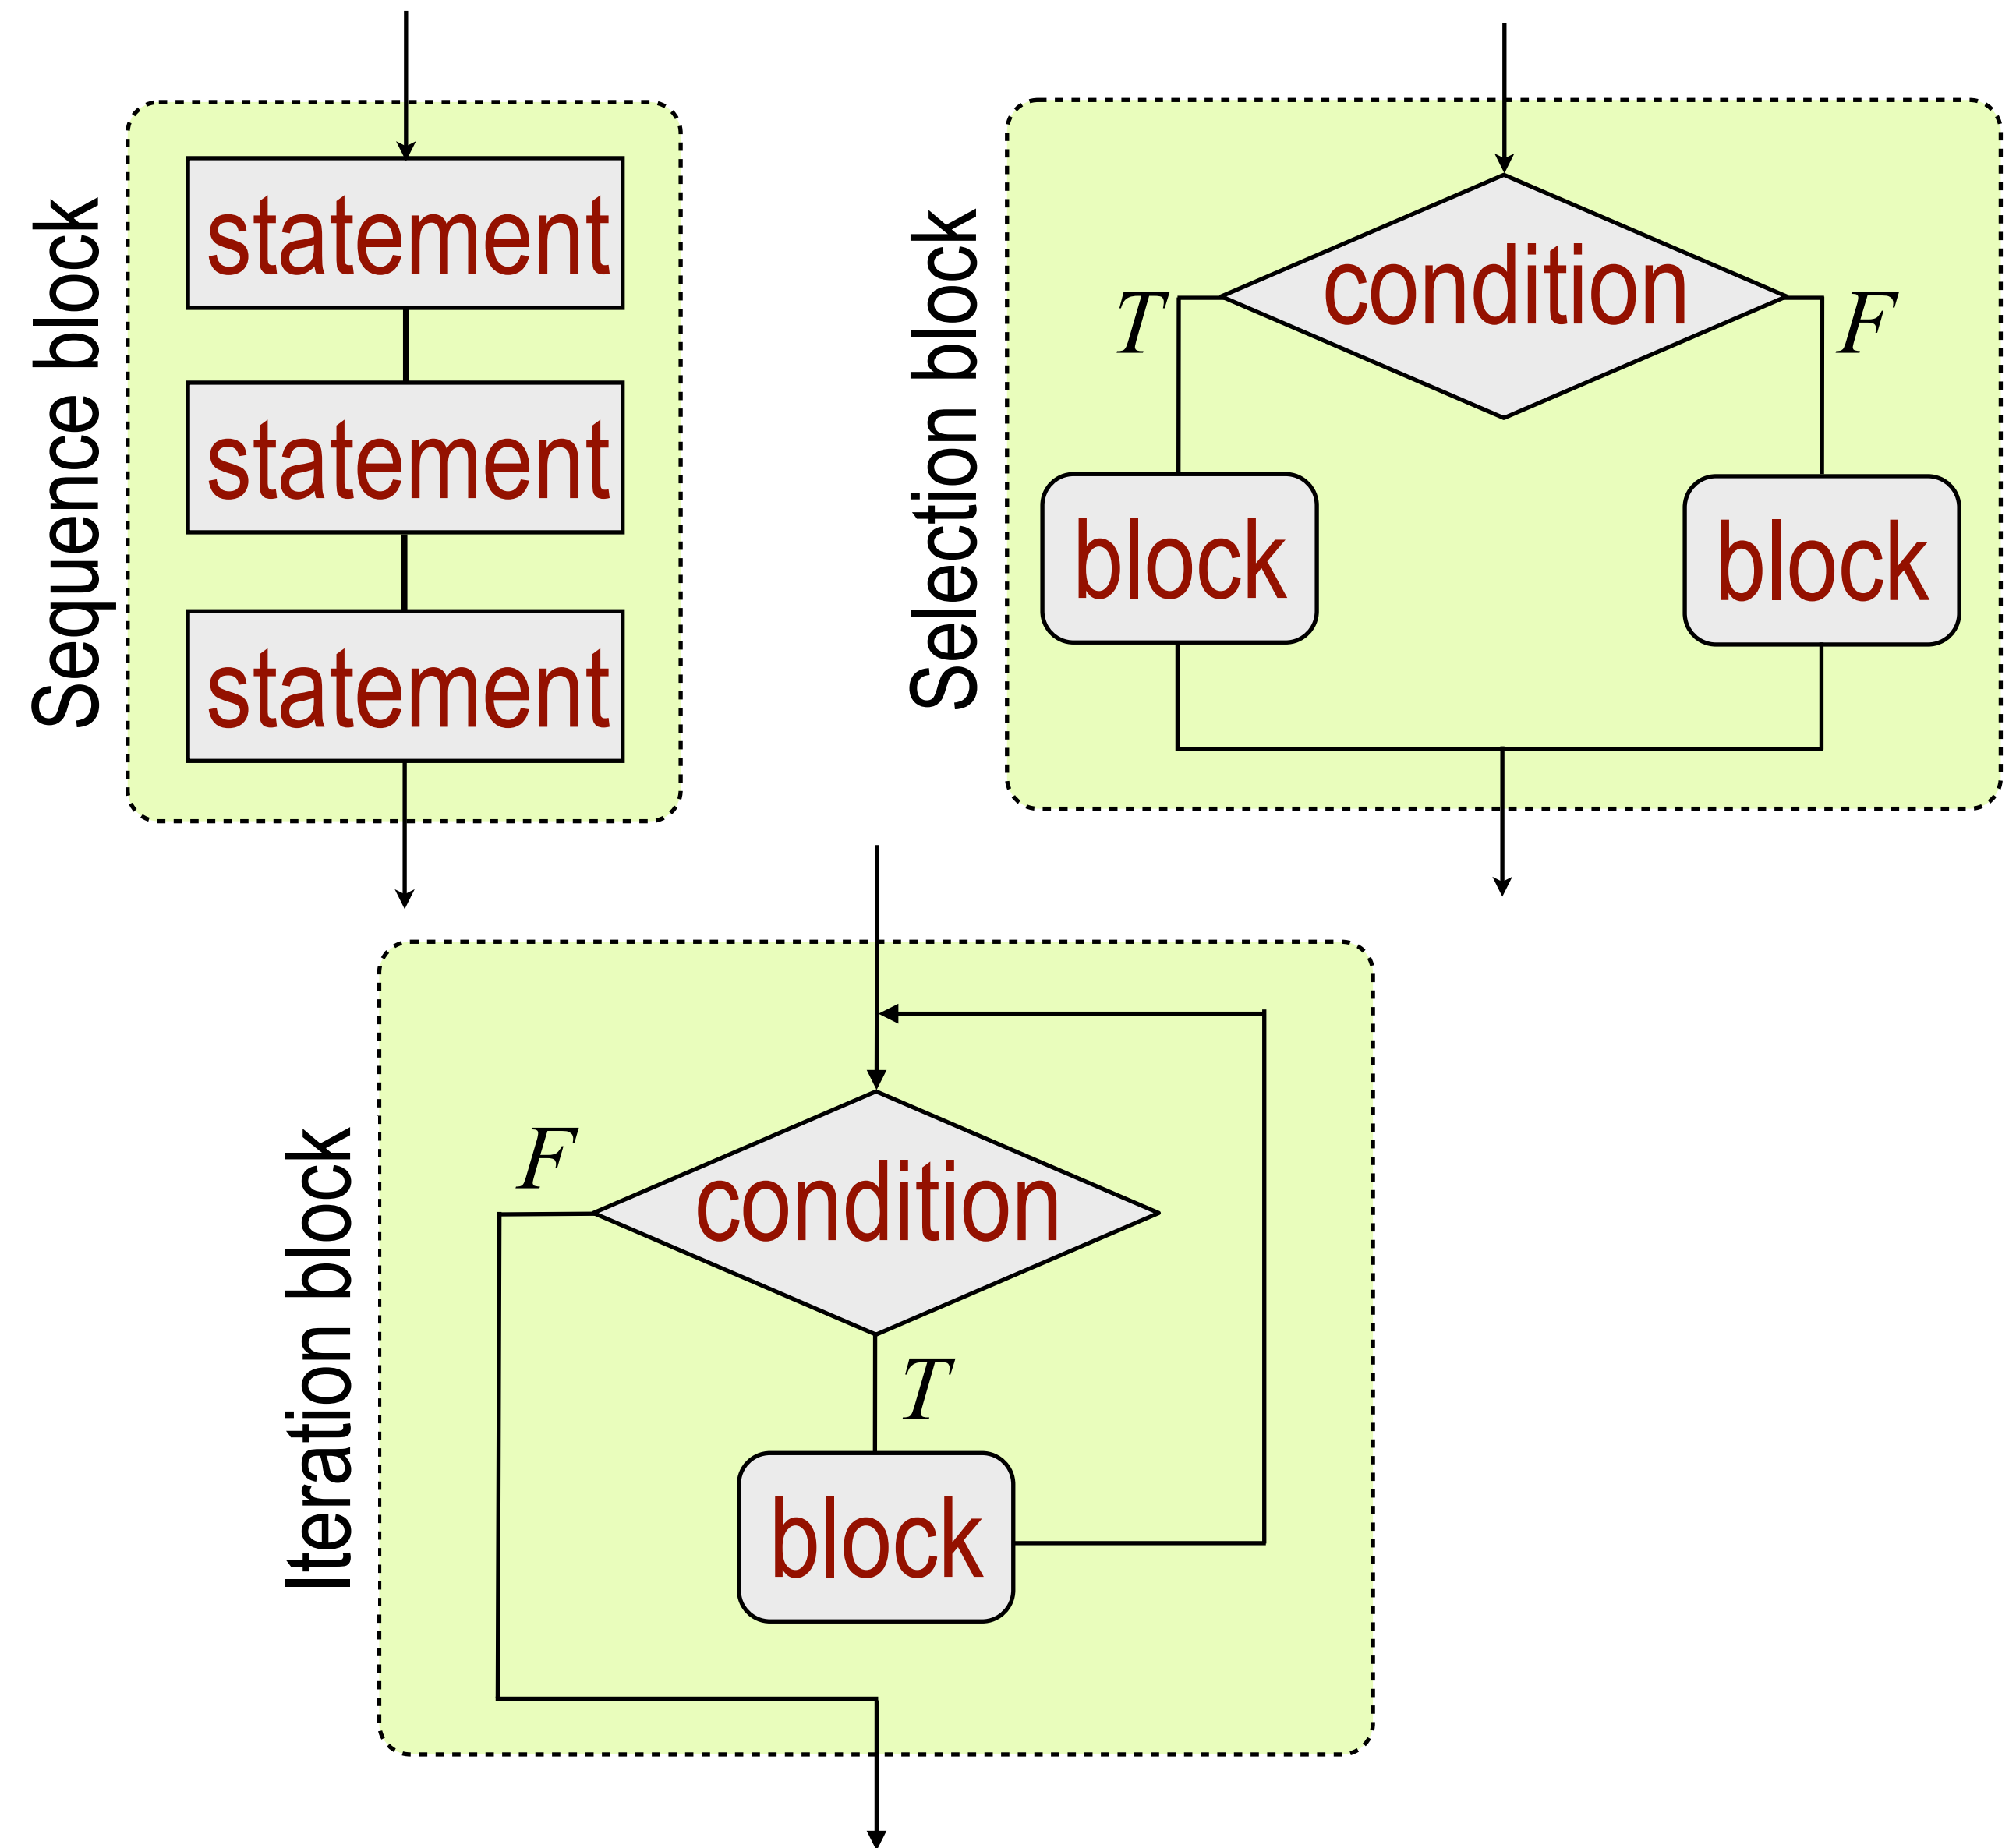 Sequence block
statement
statement
statement
Selection block
condition
T
F
block
block
Iteration block
condition
F
T
block